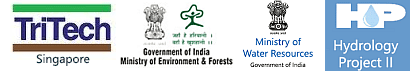 TriTech
Singapore
Government of India
Ministry of Environment & Forests
Ministry of
Water Resources
Government of India
HP
Hydrology
Project II